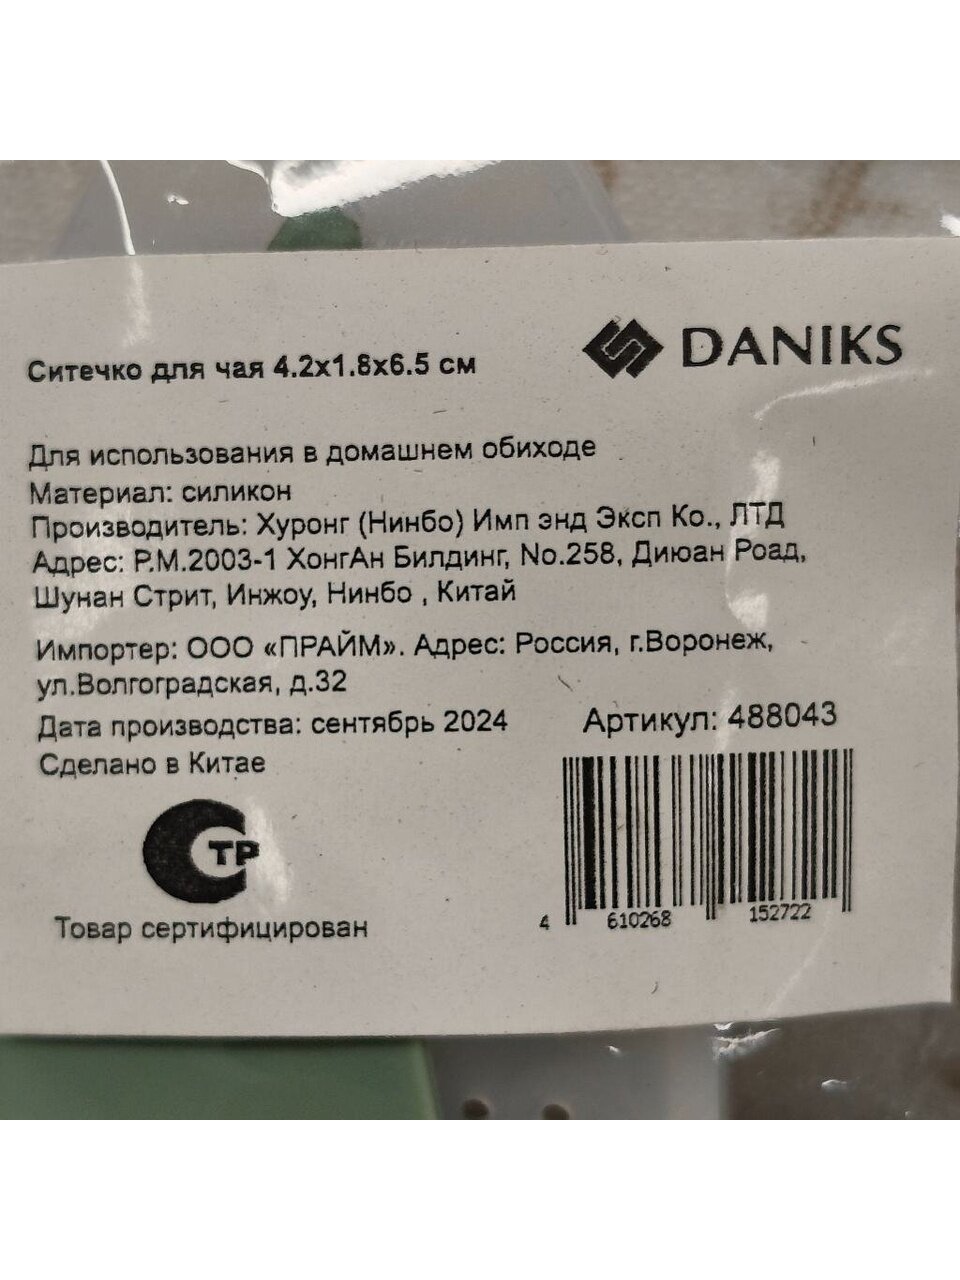 DANIKS
Ситечко для чая 4.2х1.8х6.5 см
Для использования в домашнем обиходе
Материал: силикон
Производитель: Хуронг (Нинбо) Имп энд Эксп Ко., ЛТД
Адрес: Р.М.2003-1 ХонгАн Билдинг, No.258, Диюан Роад,
Шунан Стрит, Инжоу, Нинбо , Китай
Импортер: ООО «ПРАЙМ». Адрес: Россия, г.Воронеж,
ул.Волгоградская, д.32
Дата производства: сентябрь 2024
Артикул: 488043
Сделано в Китае
ТР
Товар сертифицирован
4 610268 152722